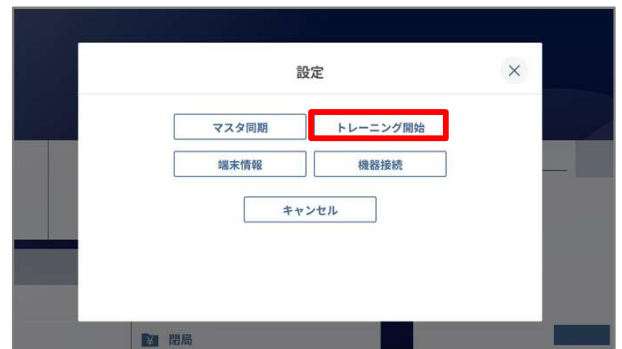 設定
マスタ同期 トレーニング開始
端末情報 機器接続
キャンセル
閉局